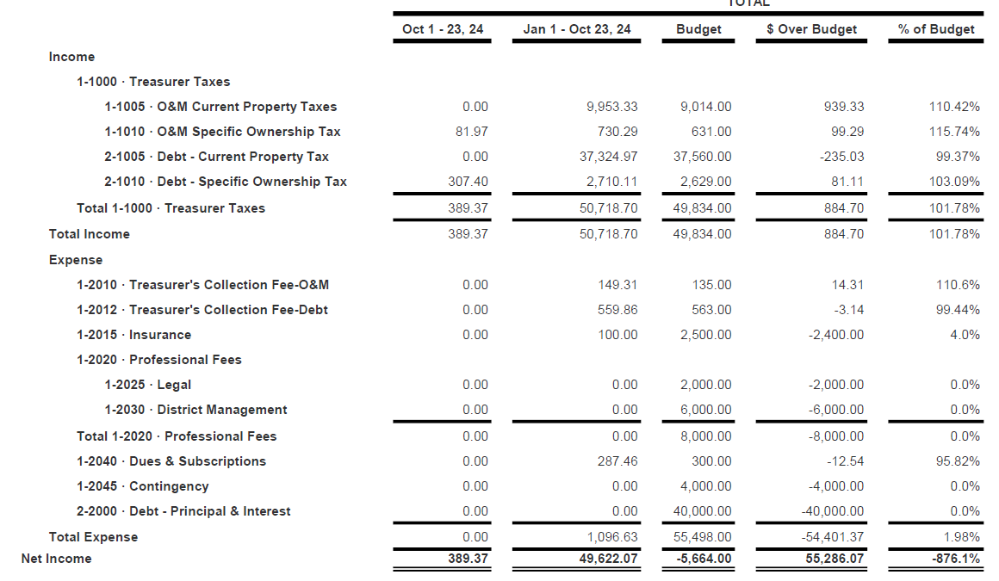 TOTAL
Oct 1 - 23, 24 Jan 1 - Oct 23, 24 Budget $ Over Budget % of Budget
Income
1-1000 · Treasurer Taxes
1-1005 · O&M Current Property Taxes 0.00 9,953.33 9,014.00 939.33 110.42%
1-1010 · O&M Specific Ownership Tax 81.97 730.29 631.00 99.29 115.74%
2-1005 · Debt - Current Property Tax 0.00 37,324.97 37,560.00 -235.03 99.37%
2-1010 · Debt - Specific Ownership Tax 307.40 2,710.11 2,629.00 81.11 103.09%
Total 1-1000 · Treasurer Taxes 389.37 50,718.70 49,834.00 884.70 101.78%
Total Income 389.37 50,718.70 49,834.00 884.70 101.78%
Expense
1-2010 · Treasurer's Collection Fee-O&M 0.00 149.31 135.00 14.31 110.6%
1-2012 · Treasurer's Collection Fee-Debt 0.00 559.86 563.00 -3.14 99.44%
1-2015 · Insurance 0.00 100.00 2,500.00 -2,400.00 4.0%
1-2020 · Professional Fees
1-2025 · Legal 0.00 0.00 2,000.00 -2,000.00 0.0%
1-2030 · District Management 0.00 0.00 6,000.00 -6,000.00 0.0%
Total 1-2020 · Professional Fees 0.00 0.00 8,000.00 -8,000.00 0.0%
1-2040 · Dues & Subscriptions 0.00 287.46 300.00 -12.54 95.82%
1-2045 · Contingency 0.00 0.00 4,000.00 -4,000.00 0.0%
2-2000 · Debt - Principal & Interest 0.00 0.00 40,000.00 -40,000.00 0.0%
Total Expense 0.00 1,096.63 55,498.00 -54,401.37 1.98%
Net Income 389.37 49,622.07 -5,664.00 55,286.07 -876.1%